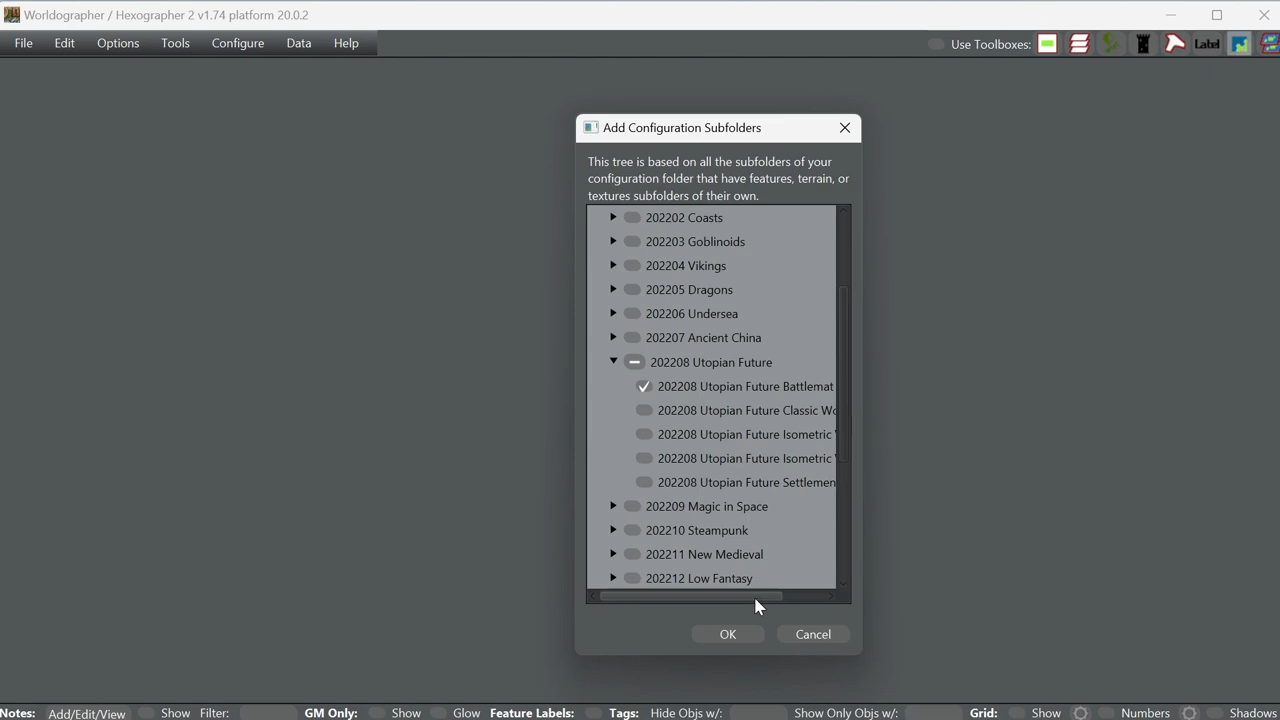 Worldographer / Hexographer 2 v1.74 platform 20.0.2
File Edit Options Tools Configure Data Help Use Toolboxes: Label
Add Configuration Subfolders
This tree is based on all the subfolders of your
configuration folder that have features, terrain, or
textures subfolders of their own.
202202 Coasts
202203 Goblinoids
202204 Vikings
202205 Dragons
202206 Undersea
202207 Ancient China
202208 Utopian Future
202208 Utopian Future Battlemat
202208 Utopian Future Classic Wo
202208 Utopian Future Isometric
202208 Utopian Future Isometric
202208 Utopian Future Settlemen
202209 Magic in Space
202210 Steampunk
202211 New Medieval
202212 Low Fantasy
OK Cancel
Notes: Add/Edit/View Show Filter: GM Only: Show Glow Feature Labels: Tags: Hide Objs w/: Show Only Objs w/: Grid: Show Numbers Shadows